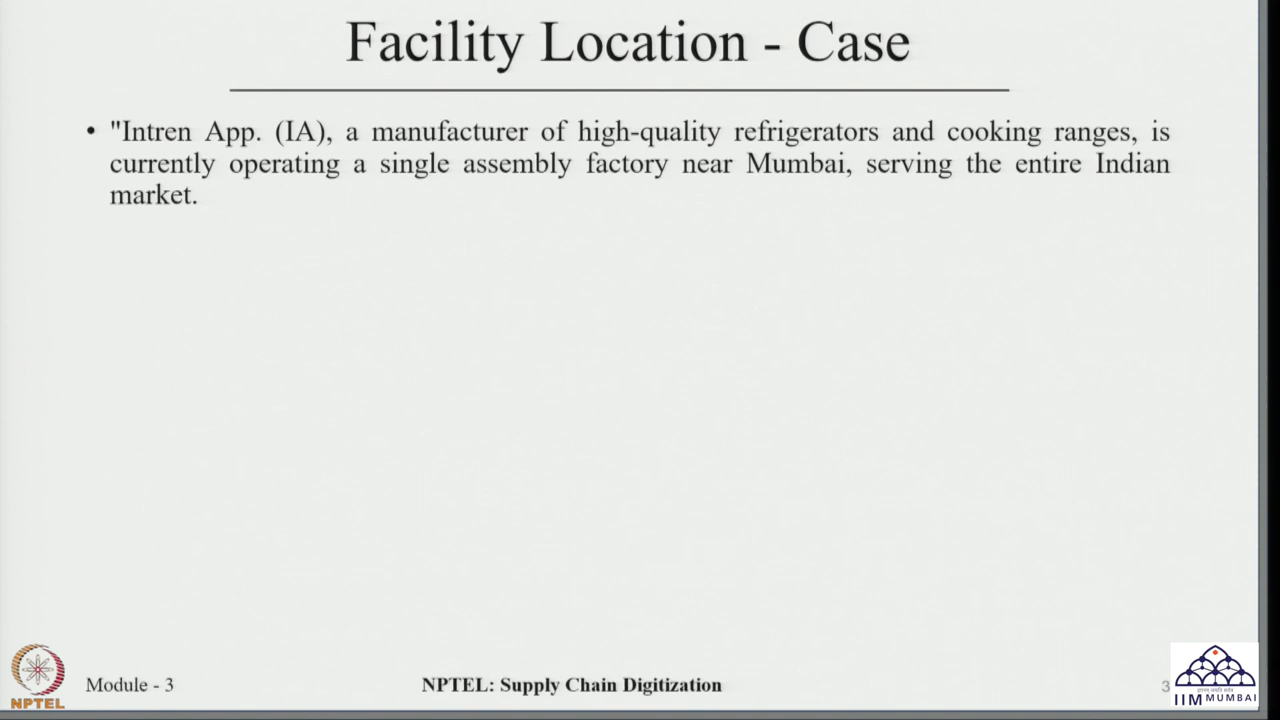 Facility Location - Case
• "Intren App. (IA), a manufacturer of high-quality refrigerators and cooking ranges, is
currently operating a single assembly factory near Mumbai, serving the entire Indian
market.
NPTEL
Module - 3
NPTEL: Supply Chain Digitization
3
IIM MUMBAI